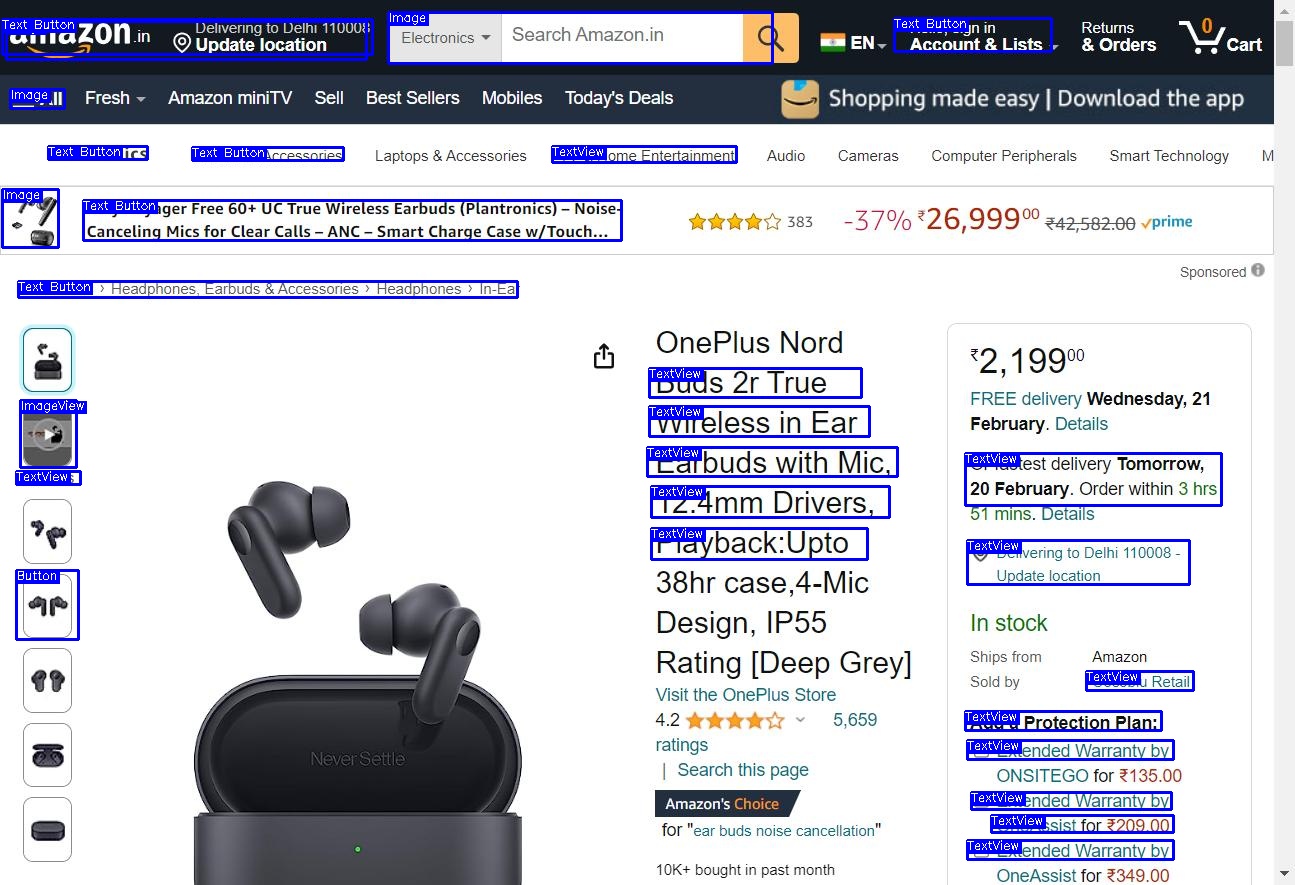 Text Button
amazon.in
Delivering to Delhi 110008
Update location
Image
Electronics
Search Amazon.in
EN
Text Button
sign in
Account & Lists
Returns
& Orders
0
Cart
Image
All
Fresh
Amazon miniTV
Sell
Best Sellers
Mobiles
Today's Deals
Shopping made easy | Download the app
Text Button
ics
Text Button
Accessories
Laptops & Accessories
TextView
ome Entertainment
Audio
Cameras
Computer Peripherals
Smart Technology
M
Image
Text Button
ager Free 60+ UC True Wireless Earbuds (Plantronics) – Noise-
Canceling Mics for Clear Calls – ANC – Smart Charge Case w/Touch…
383
-37%
₹26,99900
₹42,582.00
prime
Sponsored
Text Button
› Headphones, Earbuds & Accessories › Headphones › In-Ear
ImageView
TextView
Button
NeverSettle
OnePlus Nord
TextView
Buds 2r True
TextView
Wireless in Ear
TextView
Earbuds with Mic,
TextView
12.4mm Drivers,
TextView
Playback:Upto
38hr case,4-Mic
Design, IP55
Rating [Deep Grey]
Visit the OnePlus Store
4.2
5,659
ratings
| Search this page
Amazon's Choice
for "ear buds noise cancellation"
10K+ bought in past month
₹2,19900
FREE delivery Wednesday, 21
February. Details
TextView
Or fastest delivery Tomorrow,
20 February. Order within 3 hrs
51 mins. Details
TextView
Delivering to Delhi 110008 -
Update location
In stock
Ships from
Amazon
Sold by
TextView
Retail
TextView
Add a Protection Plan:
TextView
Extended Warranty by
ONSITEGO for ₹135.00
TextView
Extended Warranty by
TextView
OneAssist for ₹209.00
TextView
Extended Warranty by
OneAssist for ₹349.00